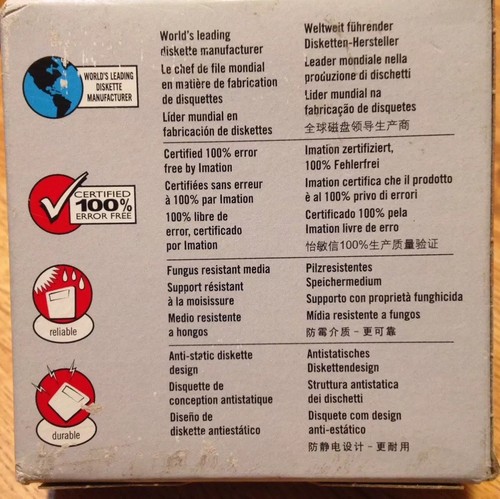 WORLD'S LEADING
DISKETTE
MANUFACTURER
World's leading
diskette manufacturer
Le chef de file mondial
en matière de fabrication
de disquettes
Líder mundial en
fabricación de diskettes
Weltweit führender
Disketten-Hersteller
Leader mondiale nella
produzione di dischetti
Líder mundial na
fabricação de disquetes
全球磁盘领导生产商
CERTIFIED
100%
ERROR FREE
Certified 100% error
free by Imation
Certifiées sans erreur
à 100% par Imation
100% libre de
error, certificado
por Imation
Imation zertifiziert,
100% Fehlerfrei
Imation certifica che il prodotto
è al 100% privo di errori
Certificado 100% pela
Imation livre de erro
怡敏信100%生产质量验证
reliable
Fungus resistant media
Support résistant
à la moisissure
Medio resistente
a hongos
Pilzresistentes
Speichermedium
Supporto con proprietà funghicida
Mídia resistente a fungos
防霉介质－更可靠
durable
Anti-static diskette
design
Disquette de
conception antistatique
Diseño de
diskette antiestático
Antistatisches
Diskettendesign
Struttura antistatica
dei dischetti
Disquete com design
anti-estático
防静电设计－更耐用